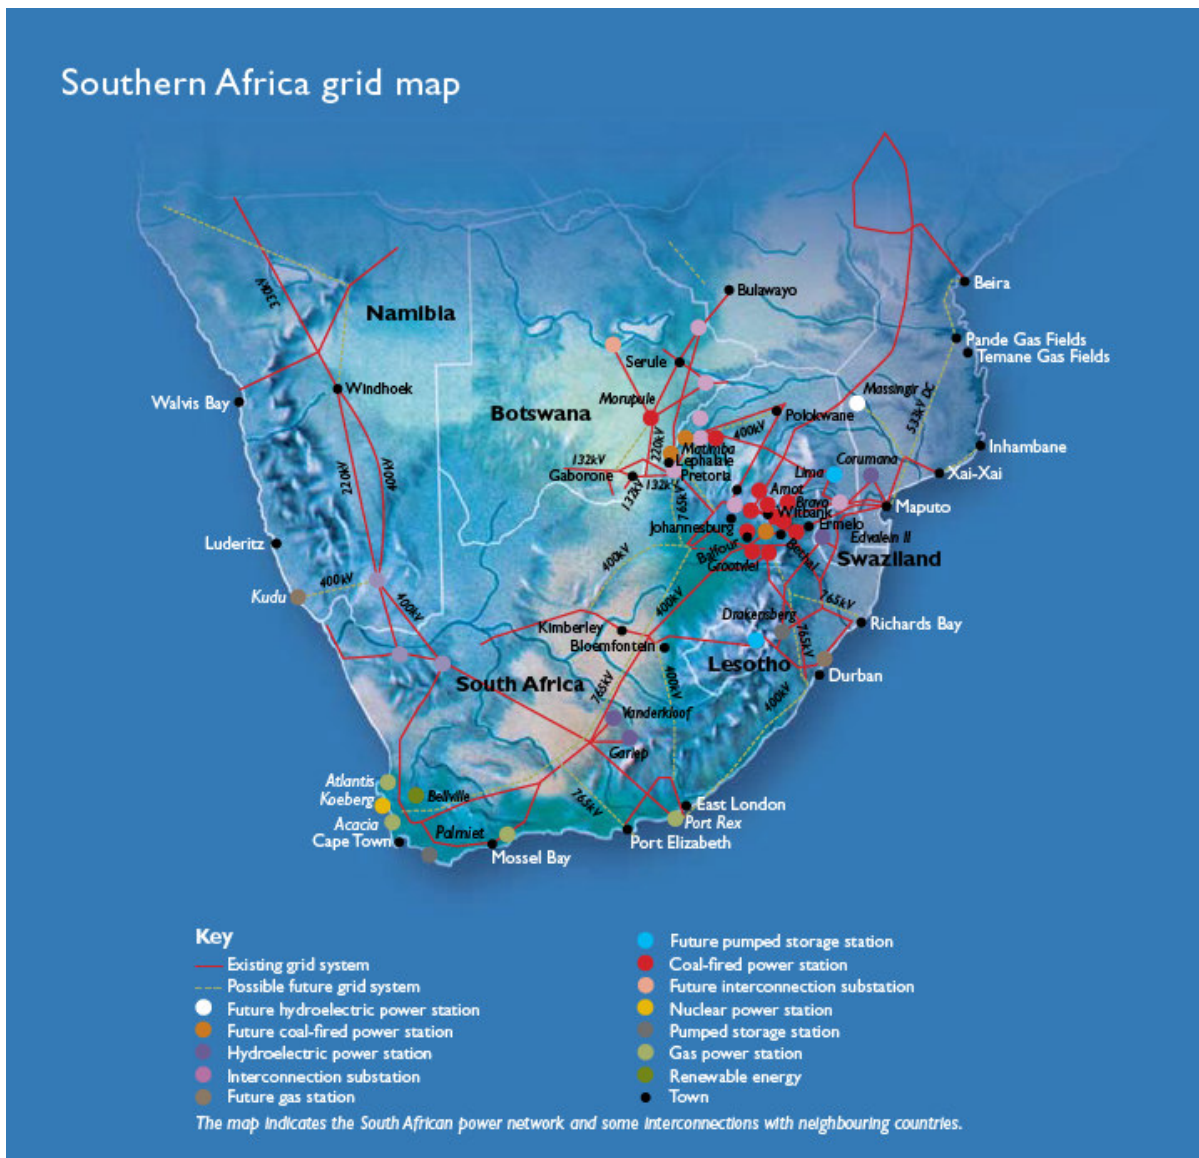 Southern Africa grid map
330kV
Namibia
Bulawayo
Beira
Pande Gas Fields
Temane Gas Fields
Serule
Walvis Bay
Windhoek
Morupule
Massingir
533kV DC
Botswana
Polokwane
400kV
220kV
Matimba
Inhambane
132kV
Lephalale
Lima
Corumana
Xai-Xai
Gaborone
132kV
Pretoria
220kV
400kV
132kV
765kV
Arnot
Bravo
Maputo
Witbank
Johannesburg
Ermelo
Edvalein II
Luderitz
Balfour
Bethal
Swaziland
400kV
Grootvlei
400kV
Kudu
400kV
400kV
765kV
Drakensberg
Kimberley
Richards Bay
Bloemfontein
765kV
Lesotho
South Africa
765kV
400kV
Durban
400kV
Vanderkloof
Gariep
Atlantis
Koeberg
Bellville
765kV
East London
Acacia
Port Rex
Cape Town
Palmiet
Port Elizabeth
Mossel Bay
Key
Existing grid system
Possible future grid system
Future hydroelectric power station
Future coal-fired power station
Hydroelectric power station
Interconnection substation
Future gas station
Future pumped storage station
Coal-fired power station
Future interconnection substation
Nuclear power station
Pumped storage station
Gas power station
Renewable energy
Town
The map indicates the South African power network and some interconnections with neighbouring countries.